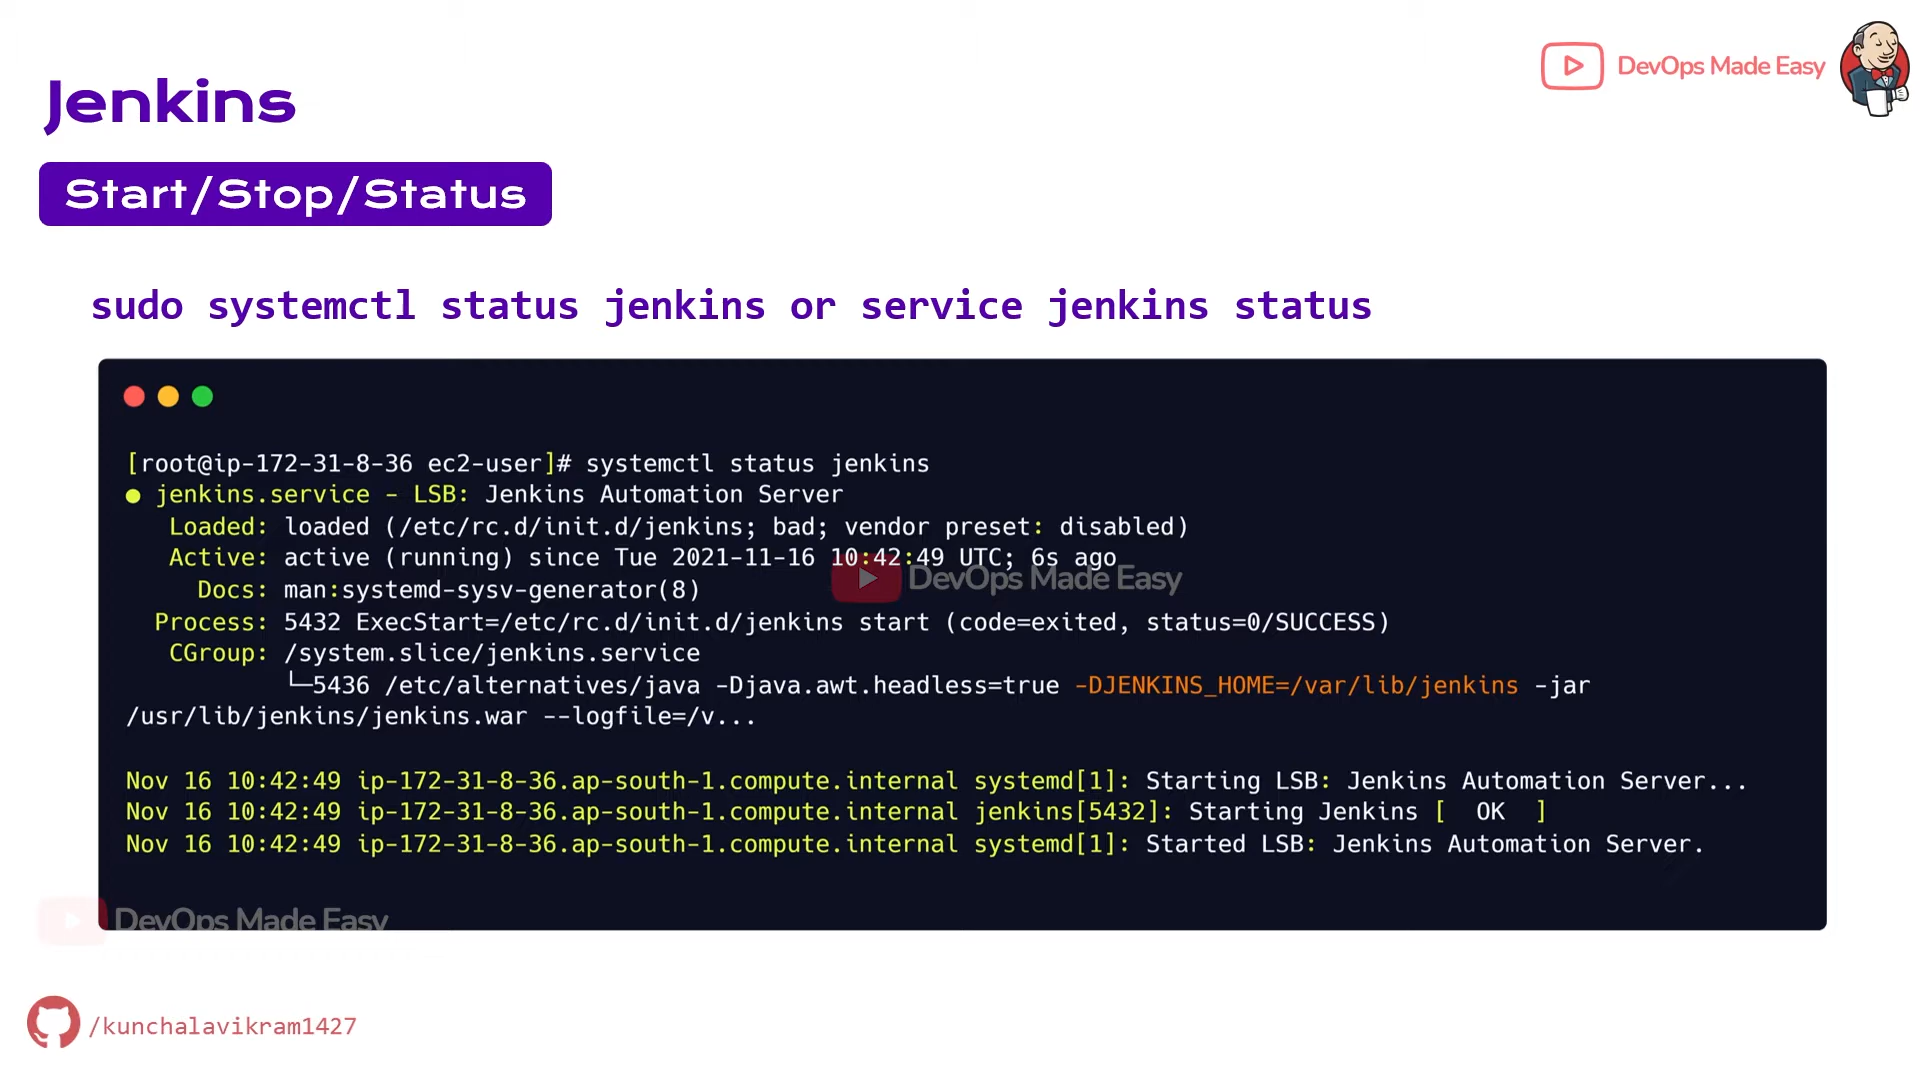 DevOps Made Easy
Jenkins
Start/Stop/Status
sudo systemctl status jenkins or service jenkins status
[root@ip-172-31-8-36 ec2-user]# systemctl status jenkins
● jenkins.service - LSB: Jenkins Automation Server
Loaded: loaded (/etc/rc.d/init.d/jenkins; bad; vendor preset: disabled)
Active: active (running) since Tue 2021-11-16 10:42:49 UTC; 6s ago
DevOps Made Easy
Docs: man:systemd-sysv-generator(8)
Process: 5432 ExecStart=/etc/rc.d/init.d/jenkins start (code=exited, status=0/SUCCESS)
CGroup: /system.slice/jenkins.service
└─5436 /etc/alternatives/java -Djava.awt.headless=true -DJENKINS_HOME=/var/lib/jenkins -jar
/usr/lib/jenkins/jenkins.war --logfile=/v...
Nov 16 10:42:49 ip-172-31-8-36.ap-south-1.compute.internal systemd[1]: Starting LSB: Jenkins Automation Server...
Nov 16 10:42:49 ip-172-31-8-36.ap-south-1.compute.internal jenkins[5432]: Starting Jenkins [  OK  ]
Nov 16 10:42:49 ip-172-31-8-36.ap-south-1.compute.internal systemd[1]: Started LSB: Jenkins Automation Server.
DevOps Made Easy
/kunchalavikram1427